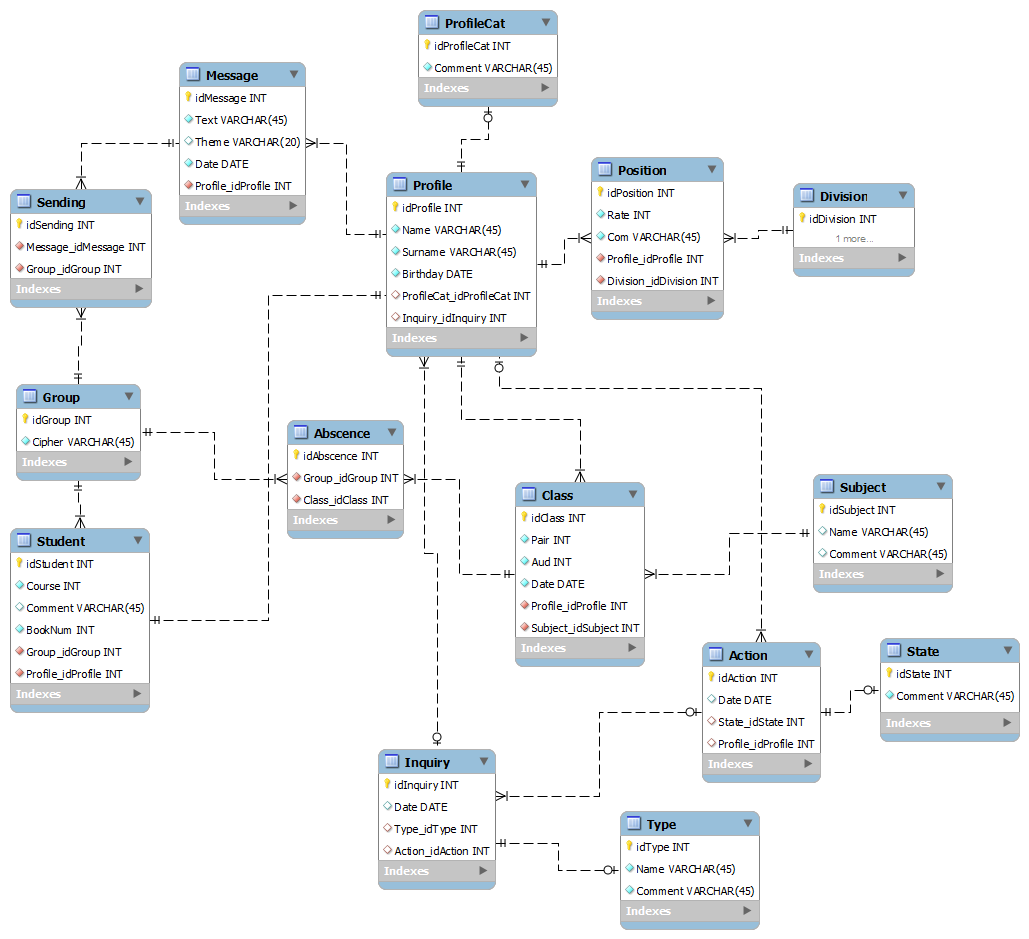 ProfileCat
idProfileCat INT
Comment VARCHAR(45)
Indexes
Message
idMessage INT
Text VARCHAR(45)
Theme VARCHAR(20)
Date DATE
Profile_idProfile INT
Indexes
Profile
idProfile INT
Name VARCHAR(45)
Surname VARCHAR(45)
Birthday DATE
ProfileCat_idProfileCat INT
Inquiry_idInquiry INT
Indexes
Position
idPosition INT
Rate INT
Com VARCHAR(45)
Profile_idProfile INT
Division_idDivision INT
Indexes
Division
idDivision INT
1 more...
Indexes
Sending
idSending INT
Message_idMessage INT
Group_idGroup INT
Indexes
Group
idGroup INT
Cipher VARCHAR(45)
Indexes
Abscence
idAbscence INT
Group_idGroup INT
Class_idClass INT
Indexes
Class
idClass INT
Pair INT
Aud INT
Date DATE
Profile_idProfile INT
Subject_idSubject INT
Indexes
Subject
idSubject INT
Name VARCHAR(45)
Comment VARCHAR(45)
Indexes
Student
idStudent INT
Course INT
Comment VARCHAR(45)
BookNum INT
Group_idGroup INT
Profile_idProfile INT
Indexes
Action
idAction INT
Date DATE
State_idState INT
Profile_idProfile INT
Indexes
State
idState INT
Comment VARCHAR(45)
Indexes
Inquiry
idInquiry INT
Date DATE
Type_idType INT
Action_idAction INT
Indexes
Type
idType INT
Name VARCHAR(45)
Comment VARCHAR(45)
Indexes